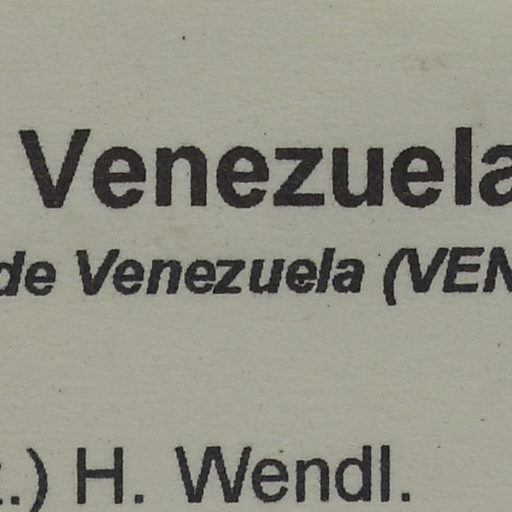 Venezuela
de Venezuela (VEN
.) H. Wendl.